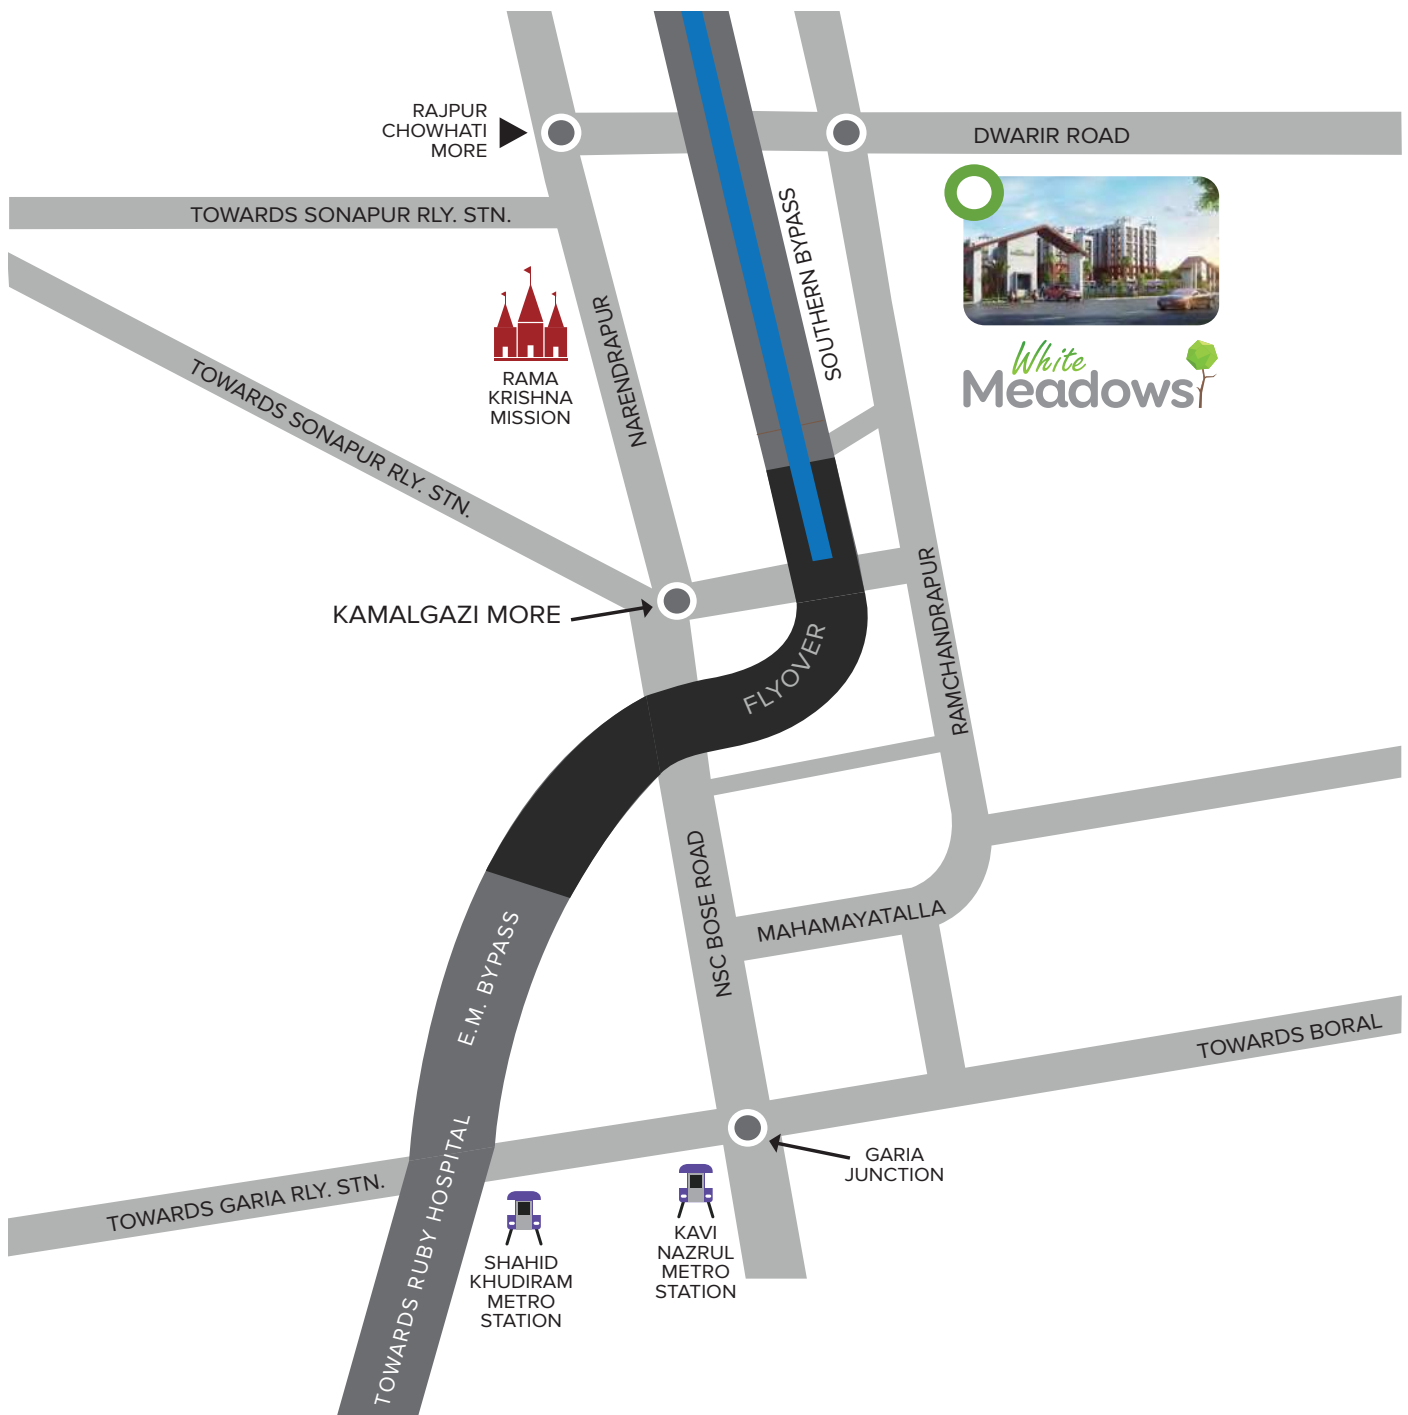 RAJPUR
CHOWHATI
MORE
DWARIR ROAD
TOWARDS SONAPUR RLY. STN.
SOUTHERN BYPASS
NARENDRAPUR
RAMA
KRISHNA
MISSION
White
Meadows
TOWARDS SONAPUR RLY. STN.
KAMALGAZI MORE
FLYOVER
RAMCHANDRAPUR
NSC BOSE ROAD
MAHAMAYATALLA
E.M. BYPASS
TOWARDS BORAL
TOWARDS RUBY HOSPITAL
GARIA
JUNCTION
TOWARDS GARIA RLY. STN.
KAVI
NAZRUL
METRO
STATION
SHAHID
KHUDIRAM
METRO
STATION